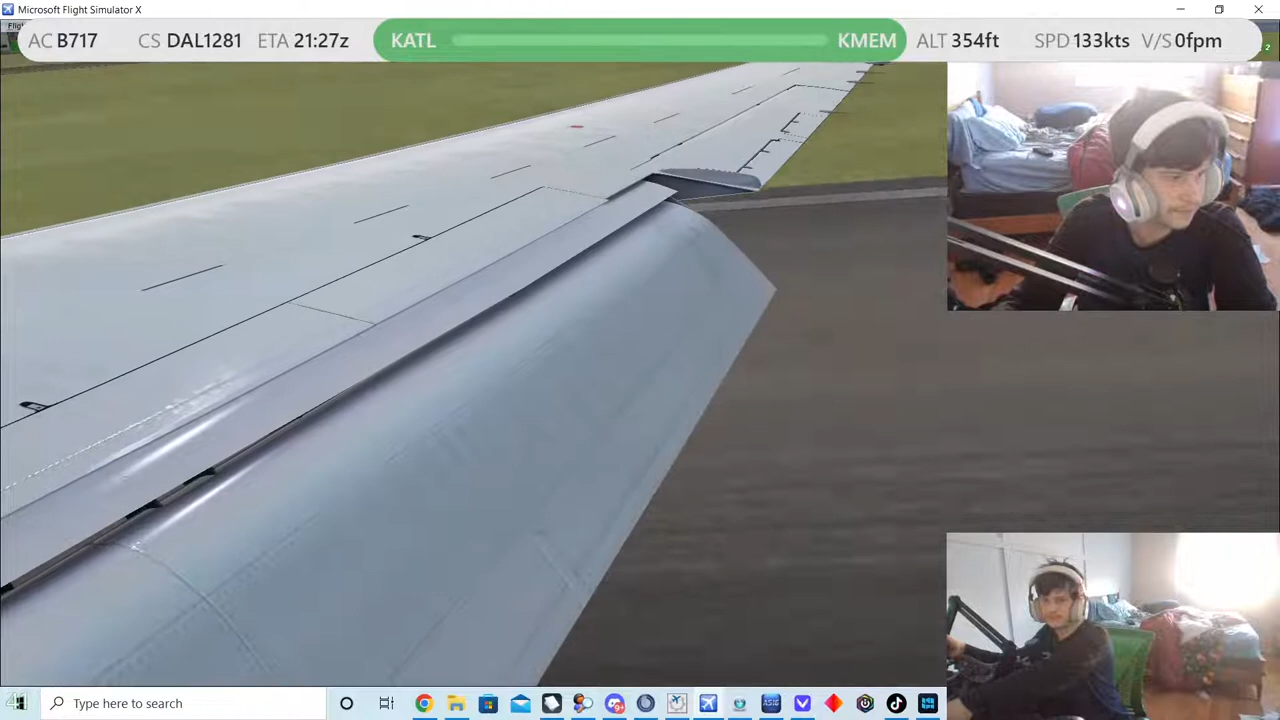 Microsoft Flight Simulator X
AC B717 CS DAL1281 ETA 21:27z KATL KMEM ALT 354ft SPD 133kts V/S 0fpm
Type here to search